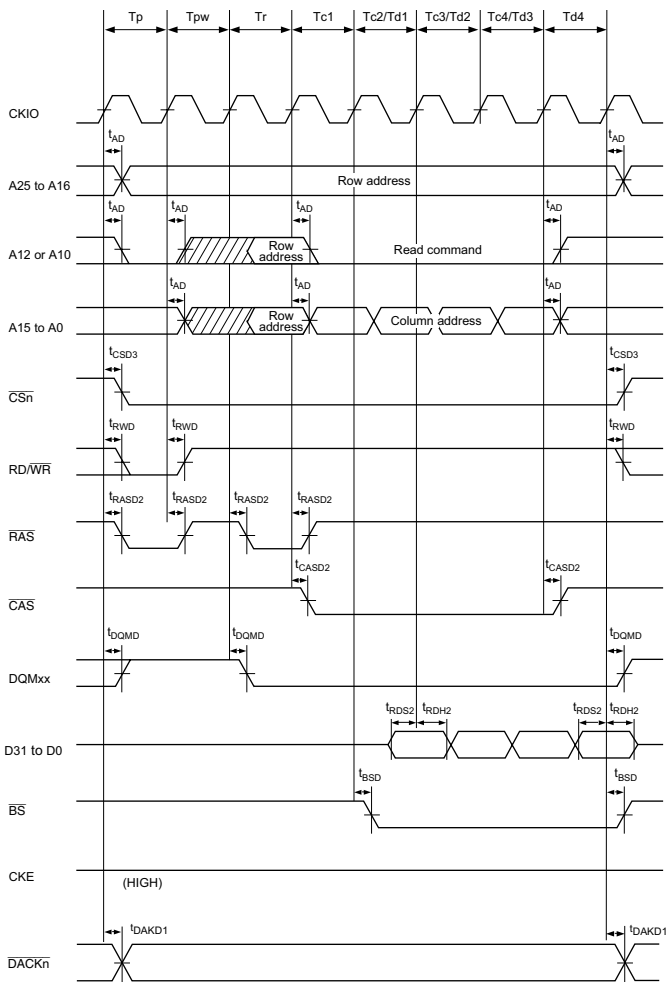 Tp Tpw Tr Tc1 Tc2/Td1 Tc3/Td2 Tc4/Td3 Td4
CKIO
tAD tAD
A25 to A16 Row address
tAD tAD tAD tAD
A12 or A10 Row address Read command
tAD tAD tAD
A15 to A0 Row address Column address
tCSD3 tCSD3
CSn
tRWD tRWD tRWD
RD/WR
tRASD2 tRASD2 tRASD2 tRASD2
RAS
tCASD2 tCASD2
CAS
tDQMD tDQMD tDQMD
DQMxx
tRDS2 tRDH2 tRDS2 tRDH2
D31 to D0
tBSD tBSD
BS
CKE
(HIGH)
tDAKD1 tDAKD1
DACKn